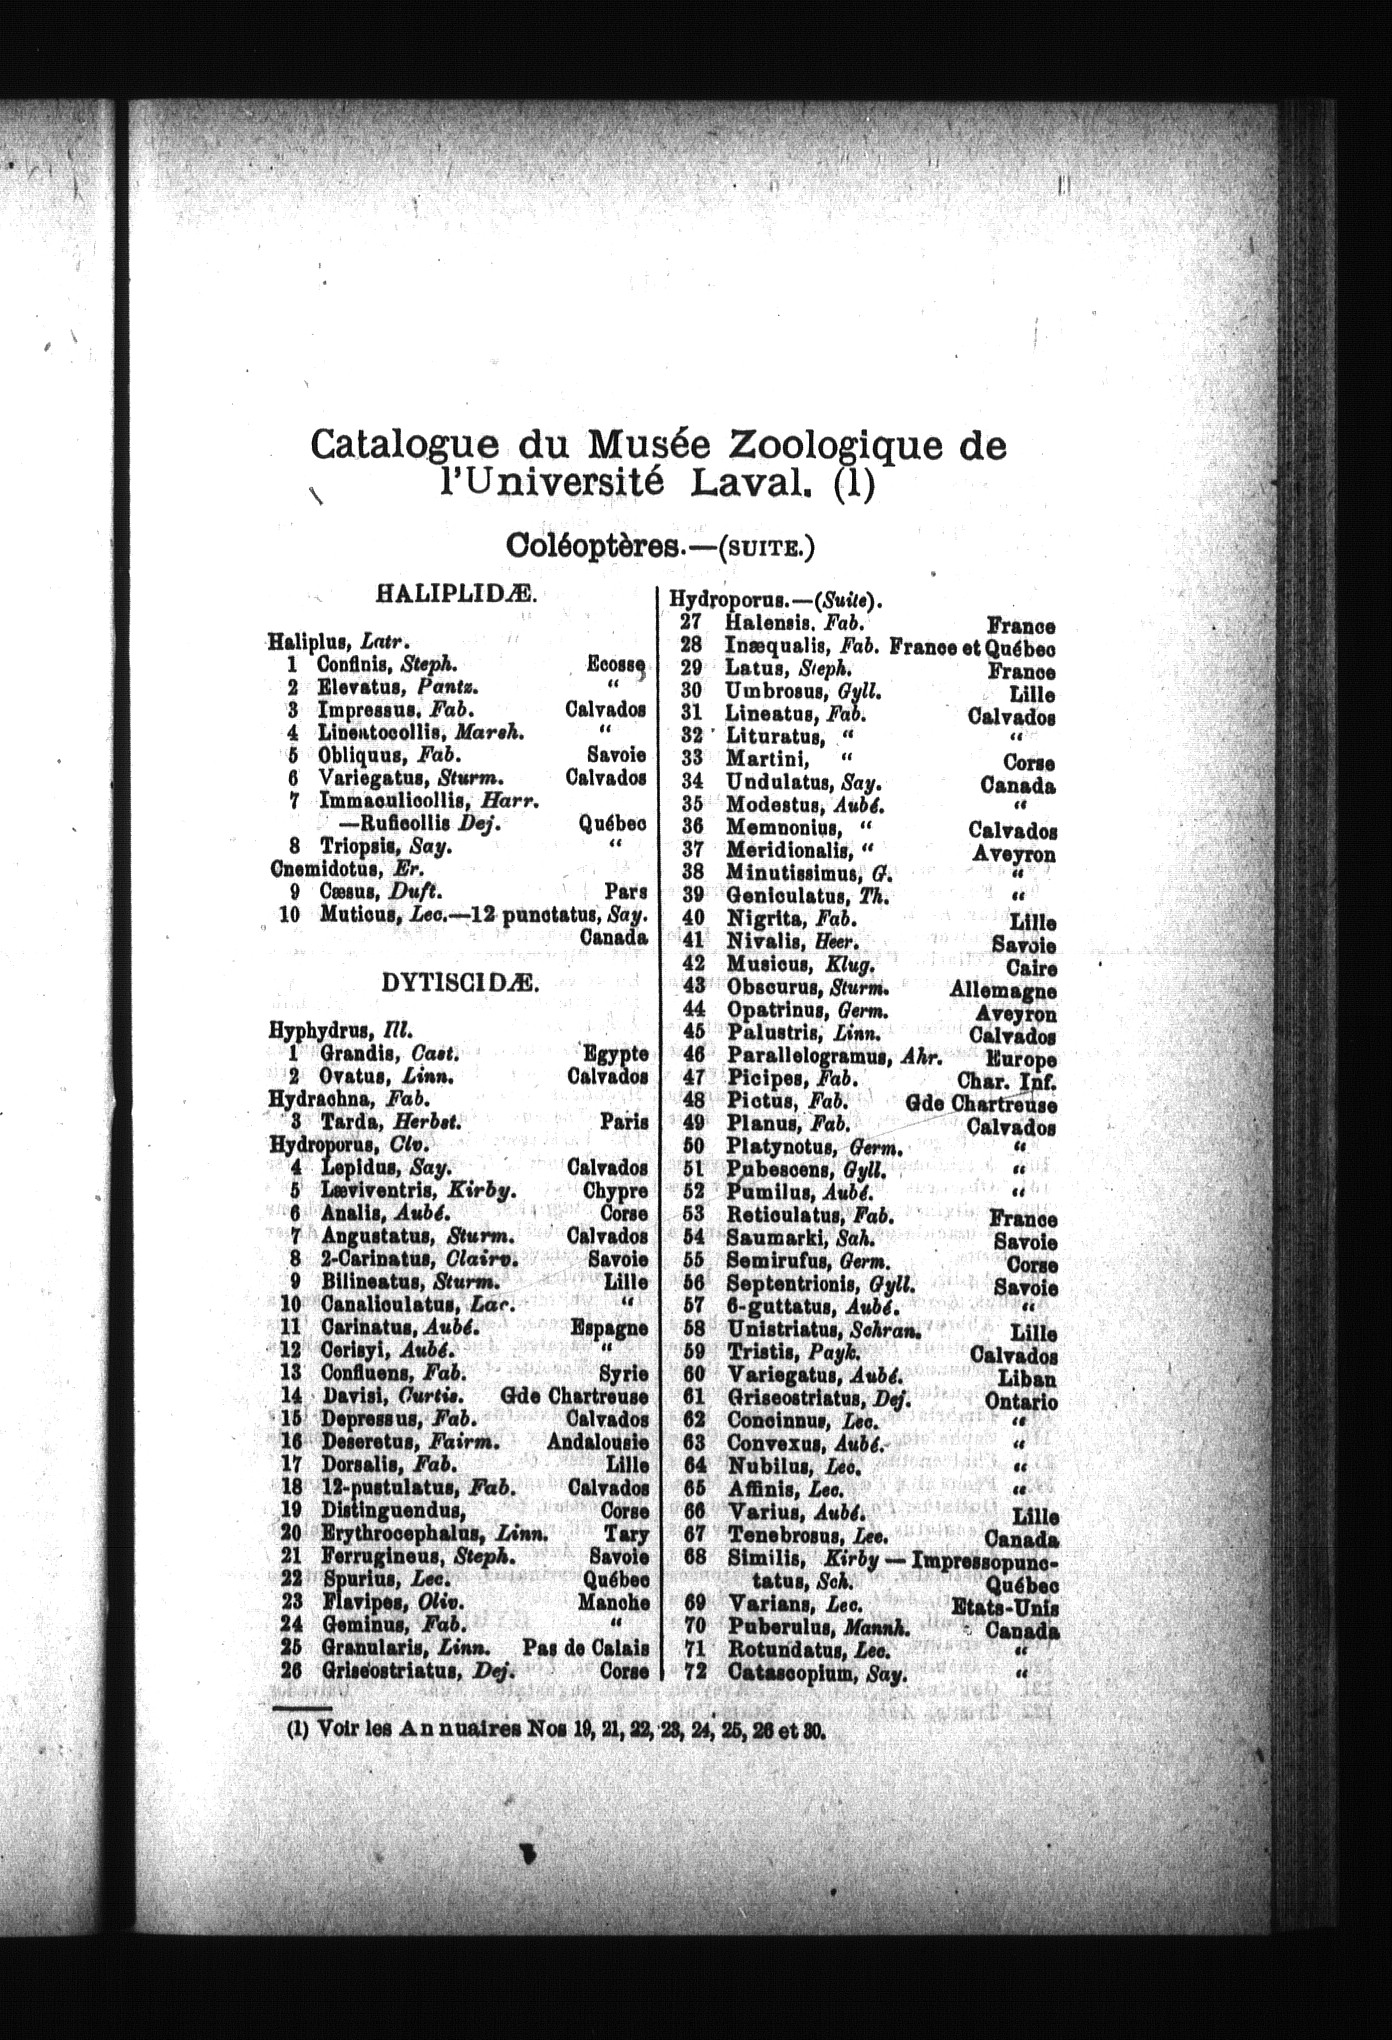 Catalogue du Musée Zoologique de
l'Université Laval. (1)
Coléoptères.—(SUITE.)
HALIPLIDÆ.
Haliplus, Latr.
1 Confinis, Steph. Ecosse
2 Elevatus, Pantz. "
3 Impressus, Fab. Calvados
4 Lineatocollis, Marsh. "
5 Obliquus, Fab. Savoie
6 Variegatus, Sturm. Calvados
7 Immaculicollis, Harr.
—Ruficollis Dej. Québec
8 Triopsis, Say. "
Cnemidotus, Er.
9 Cæsus, Duft. Pars
10 Muticus, Lec.—12 punctatus, Say.
Canada
DYTISCIDÆ.
Hyphydrus, Ill.
1 Grandis, Cast. Egypte
2 Ovatus, Linn. Calvados
Hydrachna, Fab.
3 Tarda, Herbst. Paris
Hydroporus, Clv.
4 Lepidus, Say. Calvados
5 Læviventris, Kirby. Chypre
6 Analis, Aubé. Corse
7 Angustatus, Sturm. Calvados
8 2-Carinatus, Clairv. Savoie
9 Bilineatus, Sturm. Lille
10 Canaliculatus, Lac. "
11 Carinatus, Aubé. Espagne
12 Cerisyi, Aubé. "
13 Confluens, Fab. Syrie
14 Davisi, Curtis. Gde Chartreuse
15 Depressus, Fab. Calvados
16 Deseretus, Fairm. Andalousie
17 Dorsalis, Fab. Lille
18 12-pustulatus, Fab. Calvados
19 Distinguendus, Corse
20 Erythrocephalus, Linn. Tary
21 Ferrugineus, Steph. Savoie
22 Spurius, Lec. Québec
23 Flavipes, Oliv. Manche
24 Geminus, Fab. "
25 Granularis, Linn. Pas de Calais
26 Griseostriatus, Dej. Corse
Hydroporus.—(Suite).
27 Halensis. Fab. France
28 Inæqualis, Fab. France et Québec
29 Latus, Steph. France
30 Umbrosus, Gyll. Lille
31 Lineatus, Fab. Calvados
32 Lituratus, " "
33 Martini, " Corse
34 Undulatus, Say. Canada
35 Modestus, Aubé. "
36 Memnonius, " Calvados
37 Meridionalis, " Aveyron
38 Minutissimus, G. "
39 Geniculatus, Th. "
40 Nigrita, Fab. Lille
41 Nivalis, Heer. Savoie
42 Musicus, Klug. Caire
43 Obscurus, Sturm. Allemagne
44 Opatrinus, Germ. Aveyron
45 Palustris, Linn. Calvados
46 Parallelogramus, Ahr. Europe
47 Picipes, Fab. Char. Inf.
48 Pictus, Fab. Gde Chartreuse
49 Planus, Fab. Calvados
50 Platynotus, Germ. "
51 Pubescens, Gyll. "
52 Pumilus, Aubé. "
53 Reticulatus, Fab. France
54 Saumarki, Sah. Savoie
55 Semirufus, Germ. Corse
56 Septentrionis, Gyll. Savoie
57 6-guttatus, Aubé. "
58 Unistriatus, Schran. Lille
59 Tristis, Payk. Calvados
60 Variegatus, Aubé. Liban
61 Griseostriatus, Dej. Ontario
62 Concinnus, Lec. "
63 Convexus, Aubé. "
64 Nubilus, Lec. "
65 Affinis, Lec. "
66 Varius, Aubé. Lille
67 Tenebrosus, Lec. Canada
68 Similis, Kirby — Impressopunc-
tatus, Sch. Québec
69 Varians, Lec. Etats-Unis
70 Puberulus, Mannh. Canada
71 Rotundatus, Lec. "
72 Catascopium, Say. "
(1) Voir les Annuaires Nos 19, 21, 22, 23, 24, 25, 26 et 30.